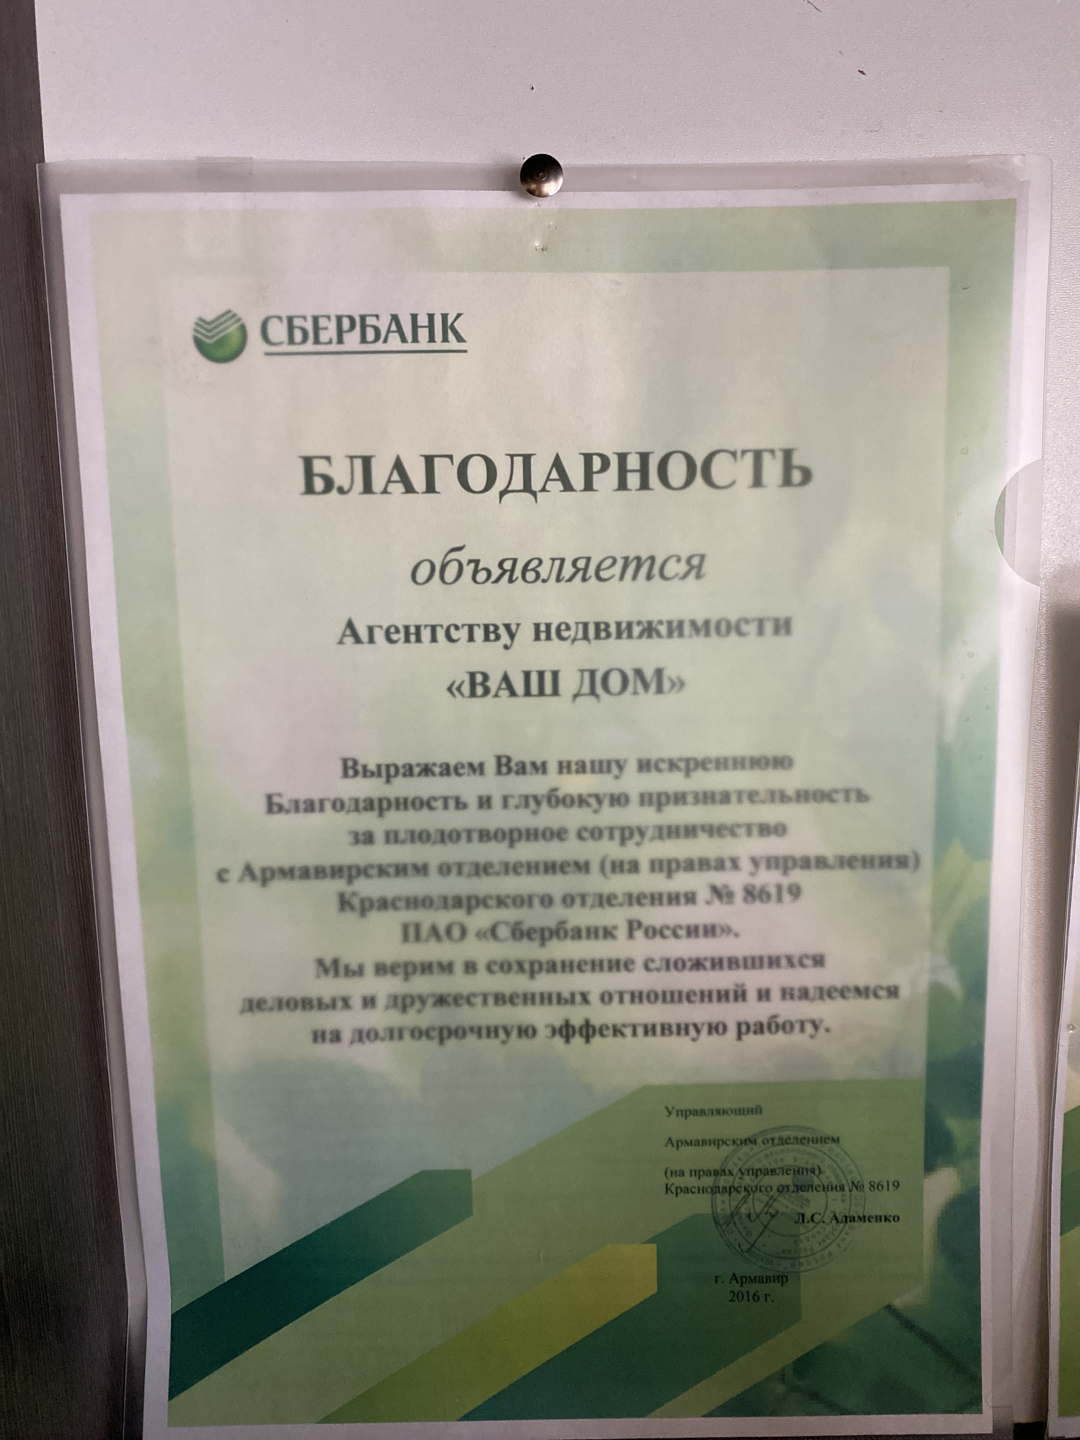 СБЕРБАНК
БЛАГОДАРНОСТЬ
объявляется
Агентству недвижимости
«ВАШ ДОМ»
Выражаем Вам нашу искреннюю
Благодарность и глубокую признательность
за плодотворное сотрудничество
с Армавирским отделением (на правах управления)
Краснодарского отделения № 8619
ПАО «Сбербанк России».
Мы верим в сохранение сложившихся
деловых и дружественных отношений и надеемся
на долгосрочную эффективную работу.
Управляющий
Армавирским отделением
(на правах управления)
Краснодарского отделения № 8619
Л.С. Адаменко
г. Армавир
2016 г.